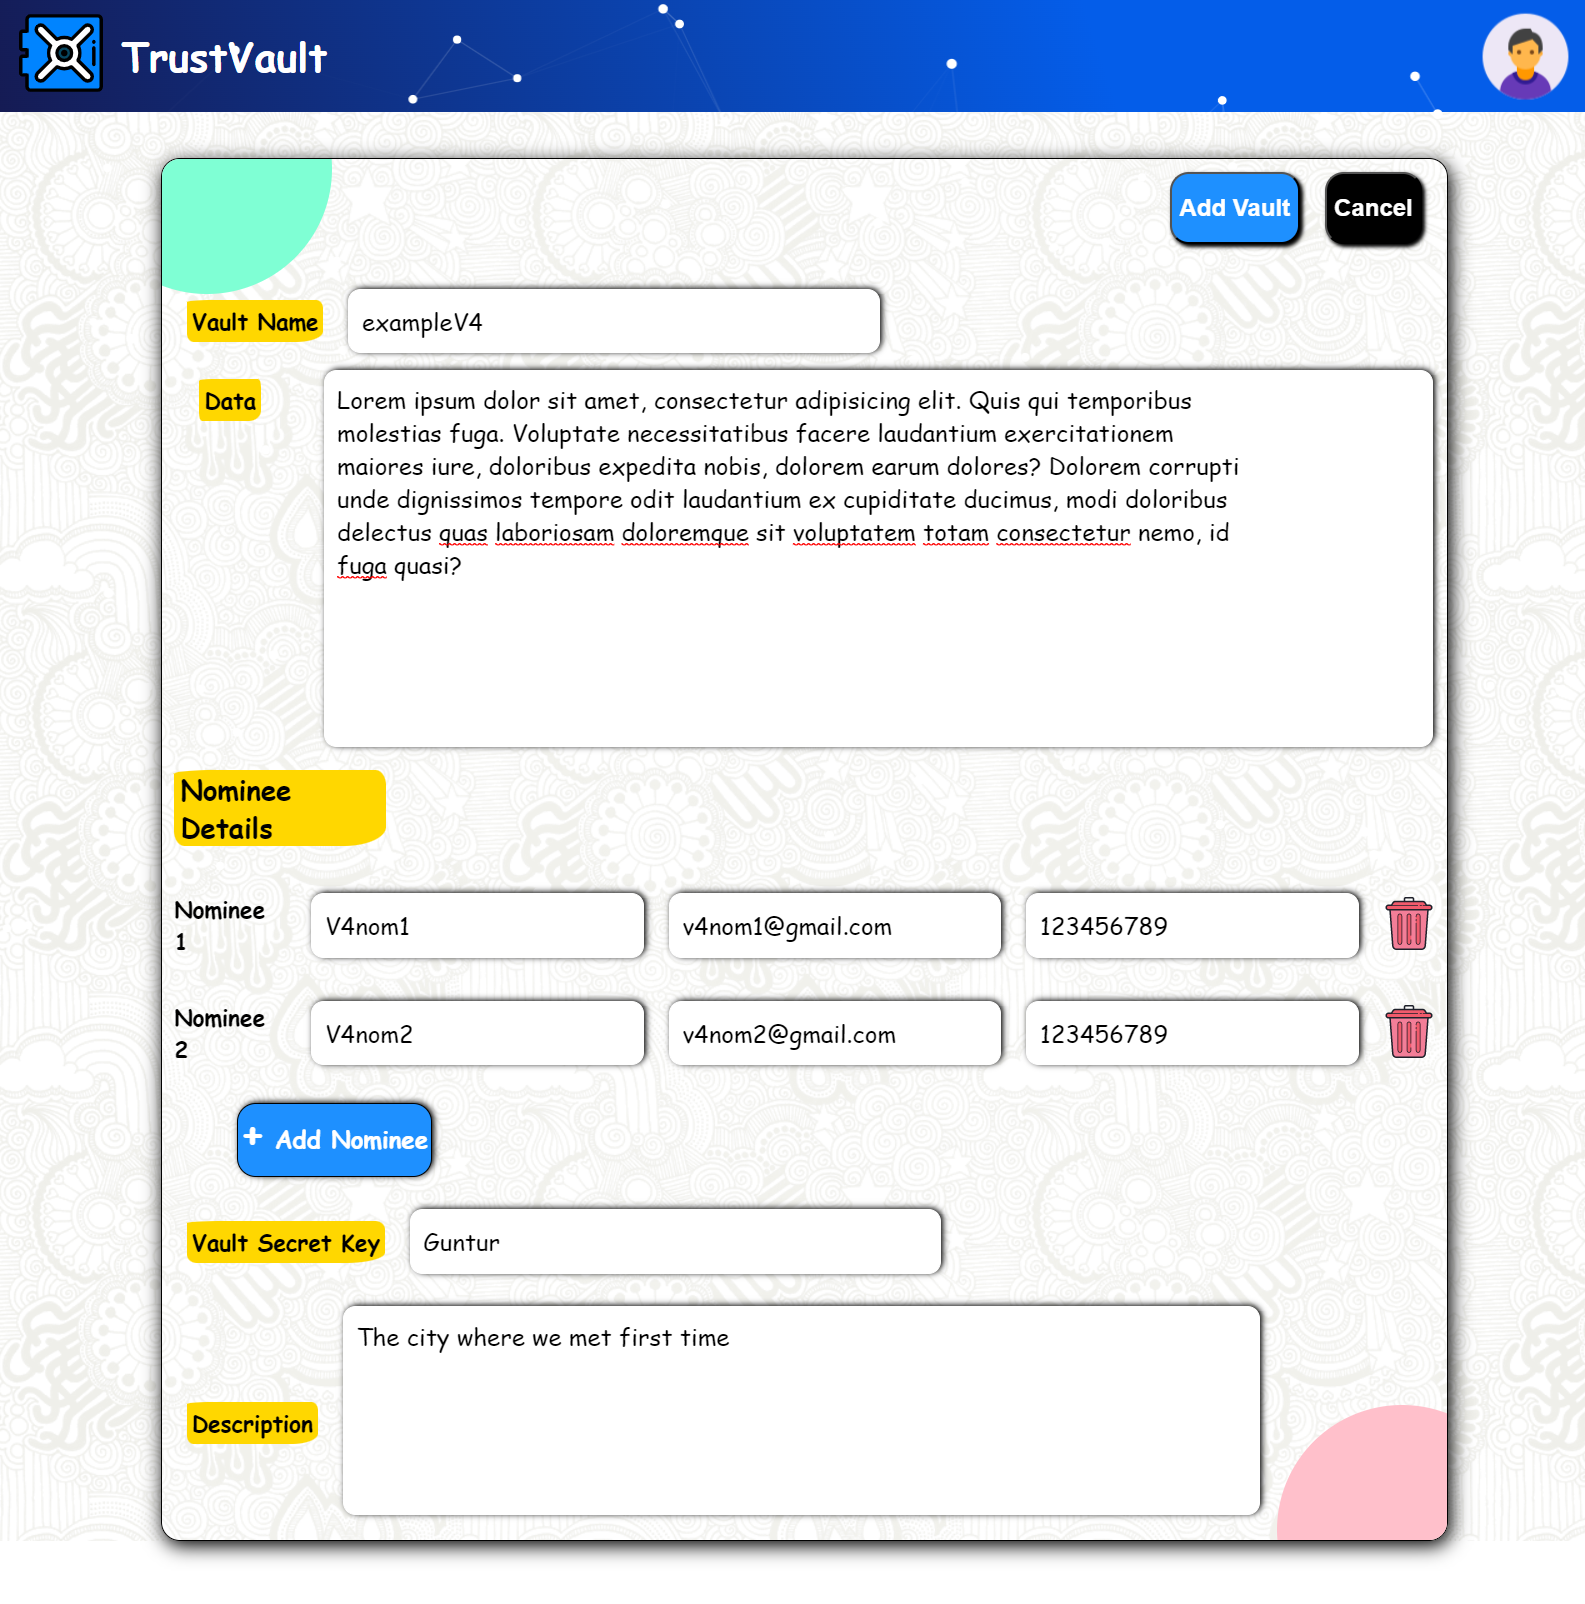 TrustVault
Add Vault Cancel
Vault Name exampleV4
Data
Lorem ipsum dolor sit amet, consectetur adipisicing elit. Quis qui temporibus
molestias fuga. Voluptate necessitatibus facere laudantium exercitationem
maiores iure, doloribus expedita nobis, dolorem earum dolores? Dolorem corrupti
unde dignissimos tempore odit laudantium ex cupiditate ducimus, modi doloribus
delectus quas laboriosam doloremque sit voluptatem totam consectetur nemo, id
fuga quasi?
Nominee
Details
Nominee
1
V4nom1 v4nom1@gmail.com 123456789
Nominee
2
V4nom2 v4nom2@gmail.com 123456789
+ Add Nominee
Vault Secret Key Guntur
The city where we met first time
Description